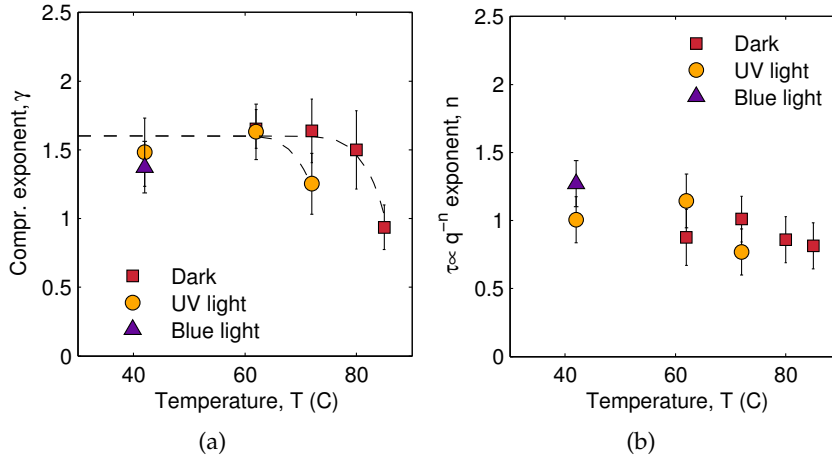 2.5
2
1.5
1
0.5
0
Compr. exponent, γ
Dark
UV light
Blue light
40
60
80
Temperature, T (C)
(a)
2.5
2
1.5
1
0.5
0
τ∝ q⁻ⁿ exponent, n
Dark
UV light
Blue light
40
60
80
Temperature, T (C)
(b)